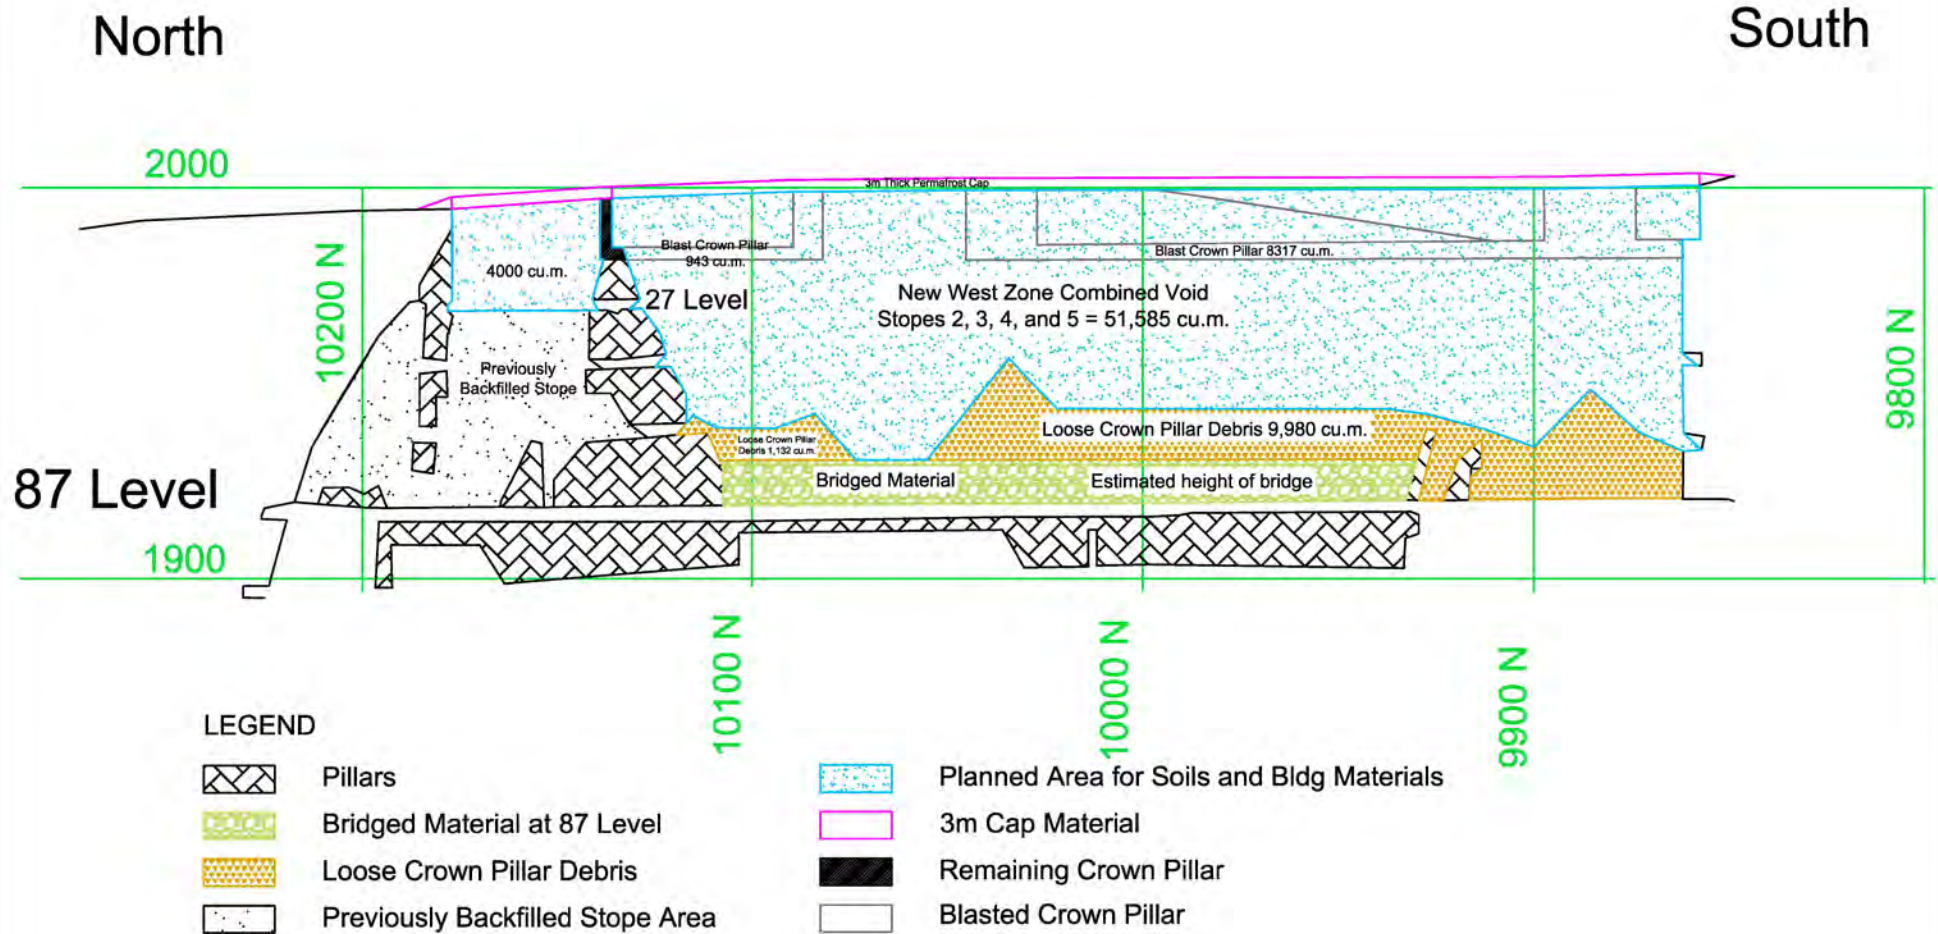 North
South
2000
3m Thick Permafrost Cap
10200 N
4000 cu.m.
Blast Crown Pillar
943 cu.m.
Blast Crown Pillar 8317 cu.m.
27 Level
New West Zone Combined Void
Stopes 2, 3, 4, and 5 = 51,585 cu.m.
9800 N
Previously
Backfilled Stope
Loose Crown Pillar
Debris 1,132 cu.m.
Loose Crown Pillar Debris 9,980 cu.m.
87 Level
Bridged Material
Estimated height of bridge
1900
10100 N
10000 N
9900 N
LEGEND
Pillars
Bridged Material at 87 Level
Loose Crown Pillar Debris
Previously Backfilled Stope Area
Planned Area for Soils and Bldg Materials
3m Cap Material
Remaining Crown Pillar
Blasted Crown Pillar